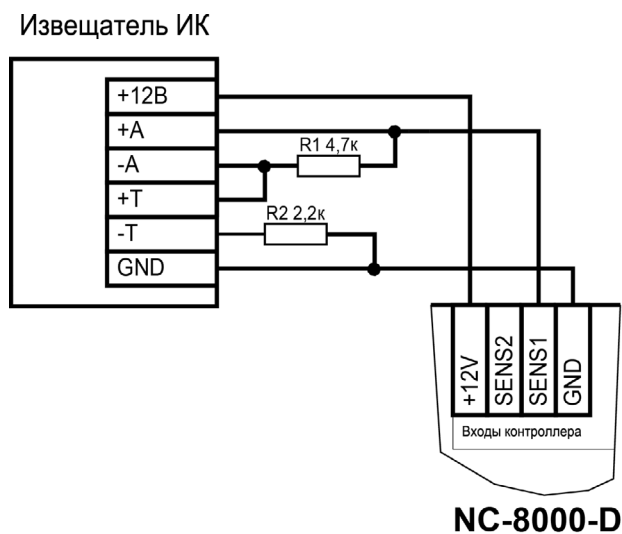 Извещатель ИК
+12В
+A
-A
R1 4,7к
+T
R2 2,2к
-T
GND
+12V
SENS2
SENS1
GND
Входы контроллера
NC-8000-D